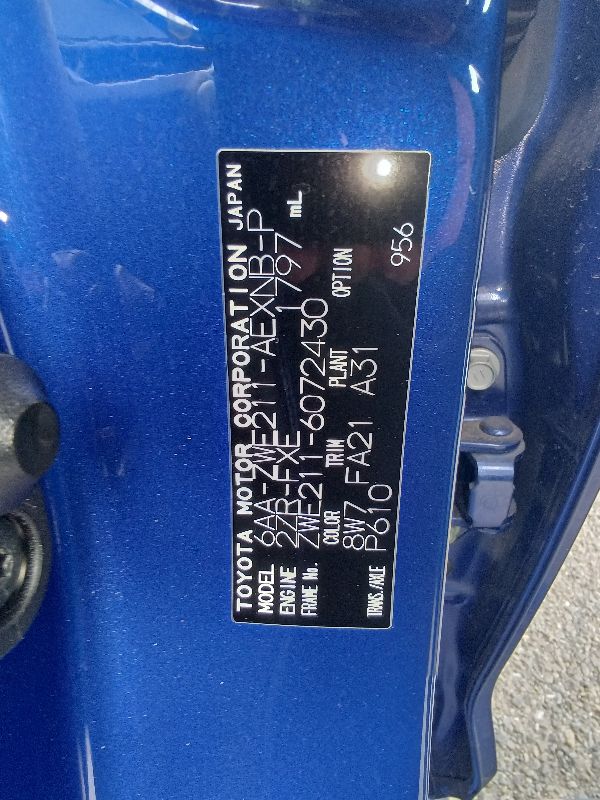 TOYOTA MOTOR CORPORATION JAPAN
MODEL 6AA-ZWE211-AEXNB-P
ENGINE 2ZR-FXE 1797 mL
FRAME No. ZWE211-6072430
COLOR TRIM PLANT OPTION
8W7 FA21 A31
TRANS./AXLE P610 956